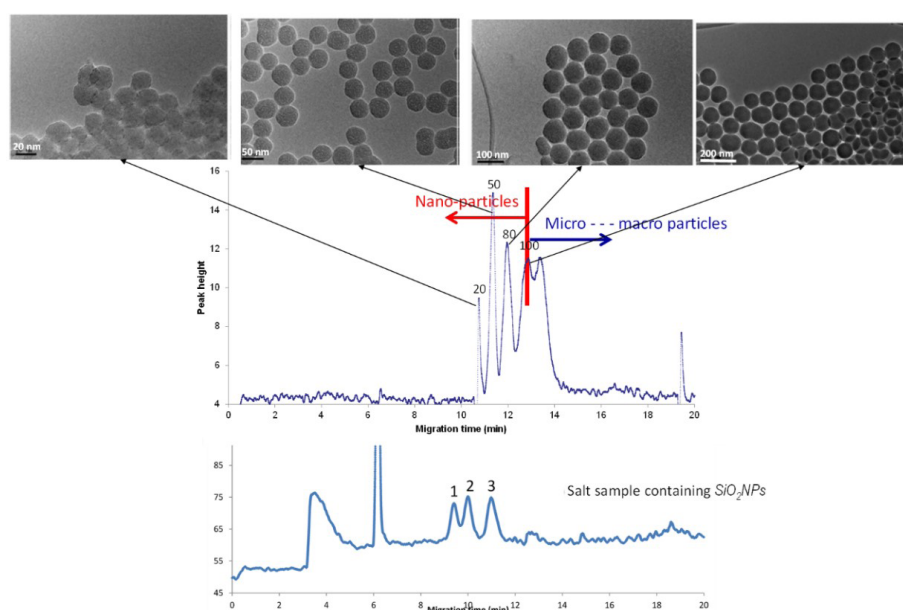 20 nm
50 nm
100 nm
200 nm
16
14
12
10
8
6
4
Peak height
50
Nano-particles
Micro - - - macro particles
80
100
20
0 2 4 6 8 10 12 14 16 18 20
Migration time (min)
85
75
65
55
45
1 2 3
Salt sample containing SiO₂NPs
0 2 4 6 8 10 12 14 16 18 20
Migration time (min)